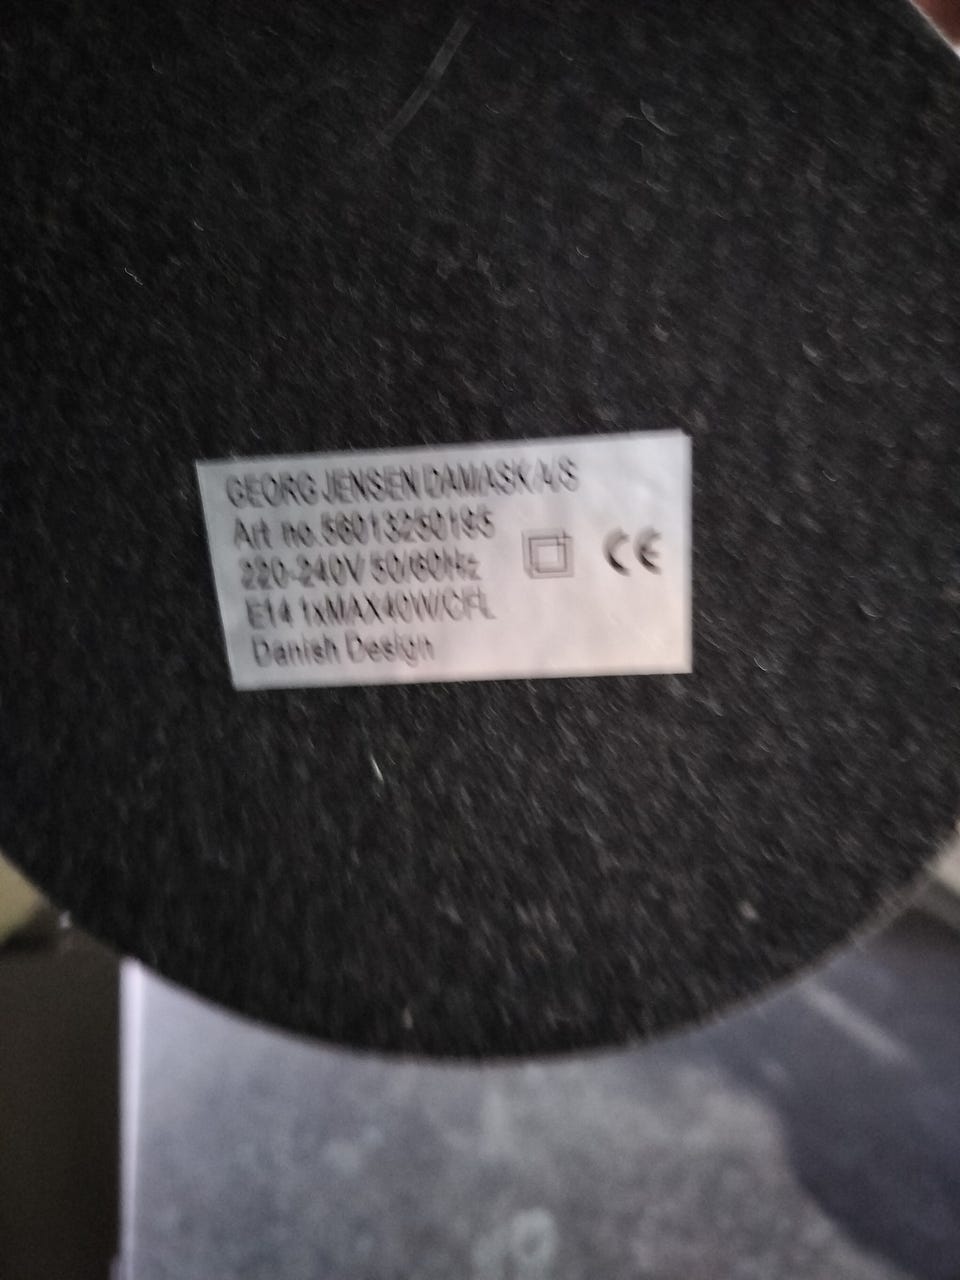 GEORG JENSEN DAMASK A/S
Art no.56013250195
220-240V 50/60Hz
E14 1xMAX40W/CFL
Danish Design
CE